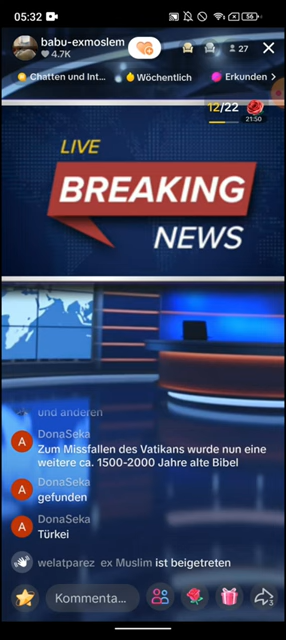 05:32
56
babu-exmoslem
4.7K
27
Chatten und Int...
Wöchentlich
Erkunden
12/22
21:50
LIVE
BREAKING
NEWS
und anderen
DonaSeka
Zum Missfallen des Vatikans wurde nun eine
weitere ca. 1500-2000 Jahre alte Bibel
DonaSeka
gefunden
DonaSeka
Türkei
welatparez ex Muslim ist beigetreten
Kommenta...
3